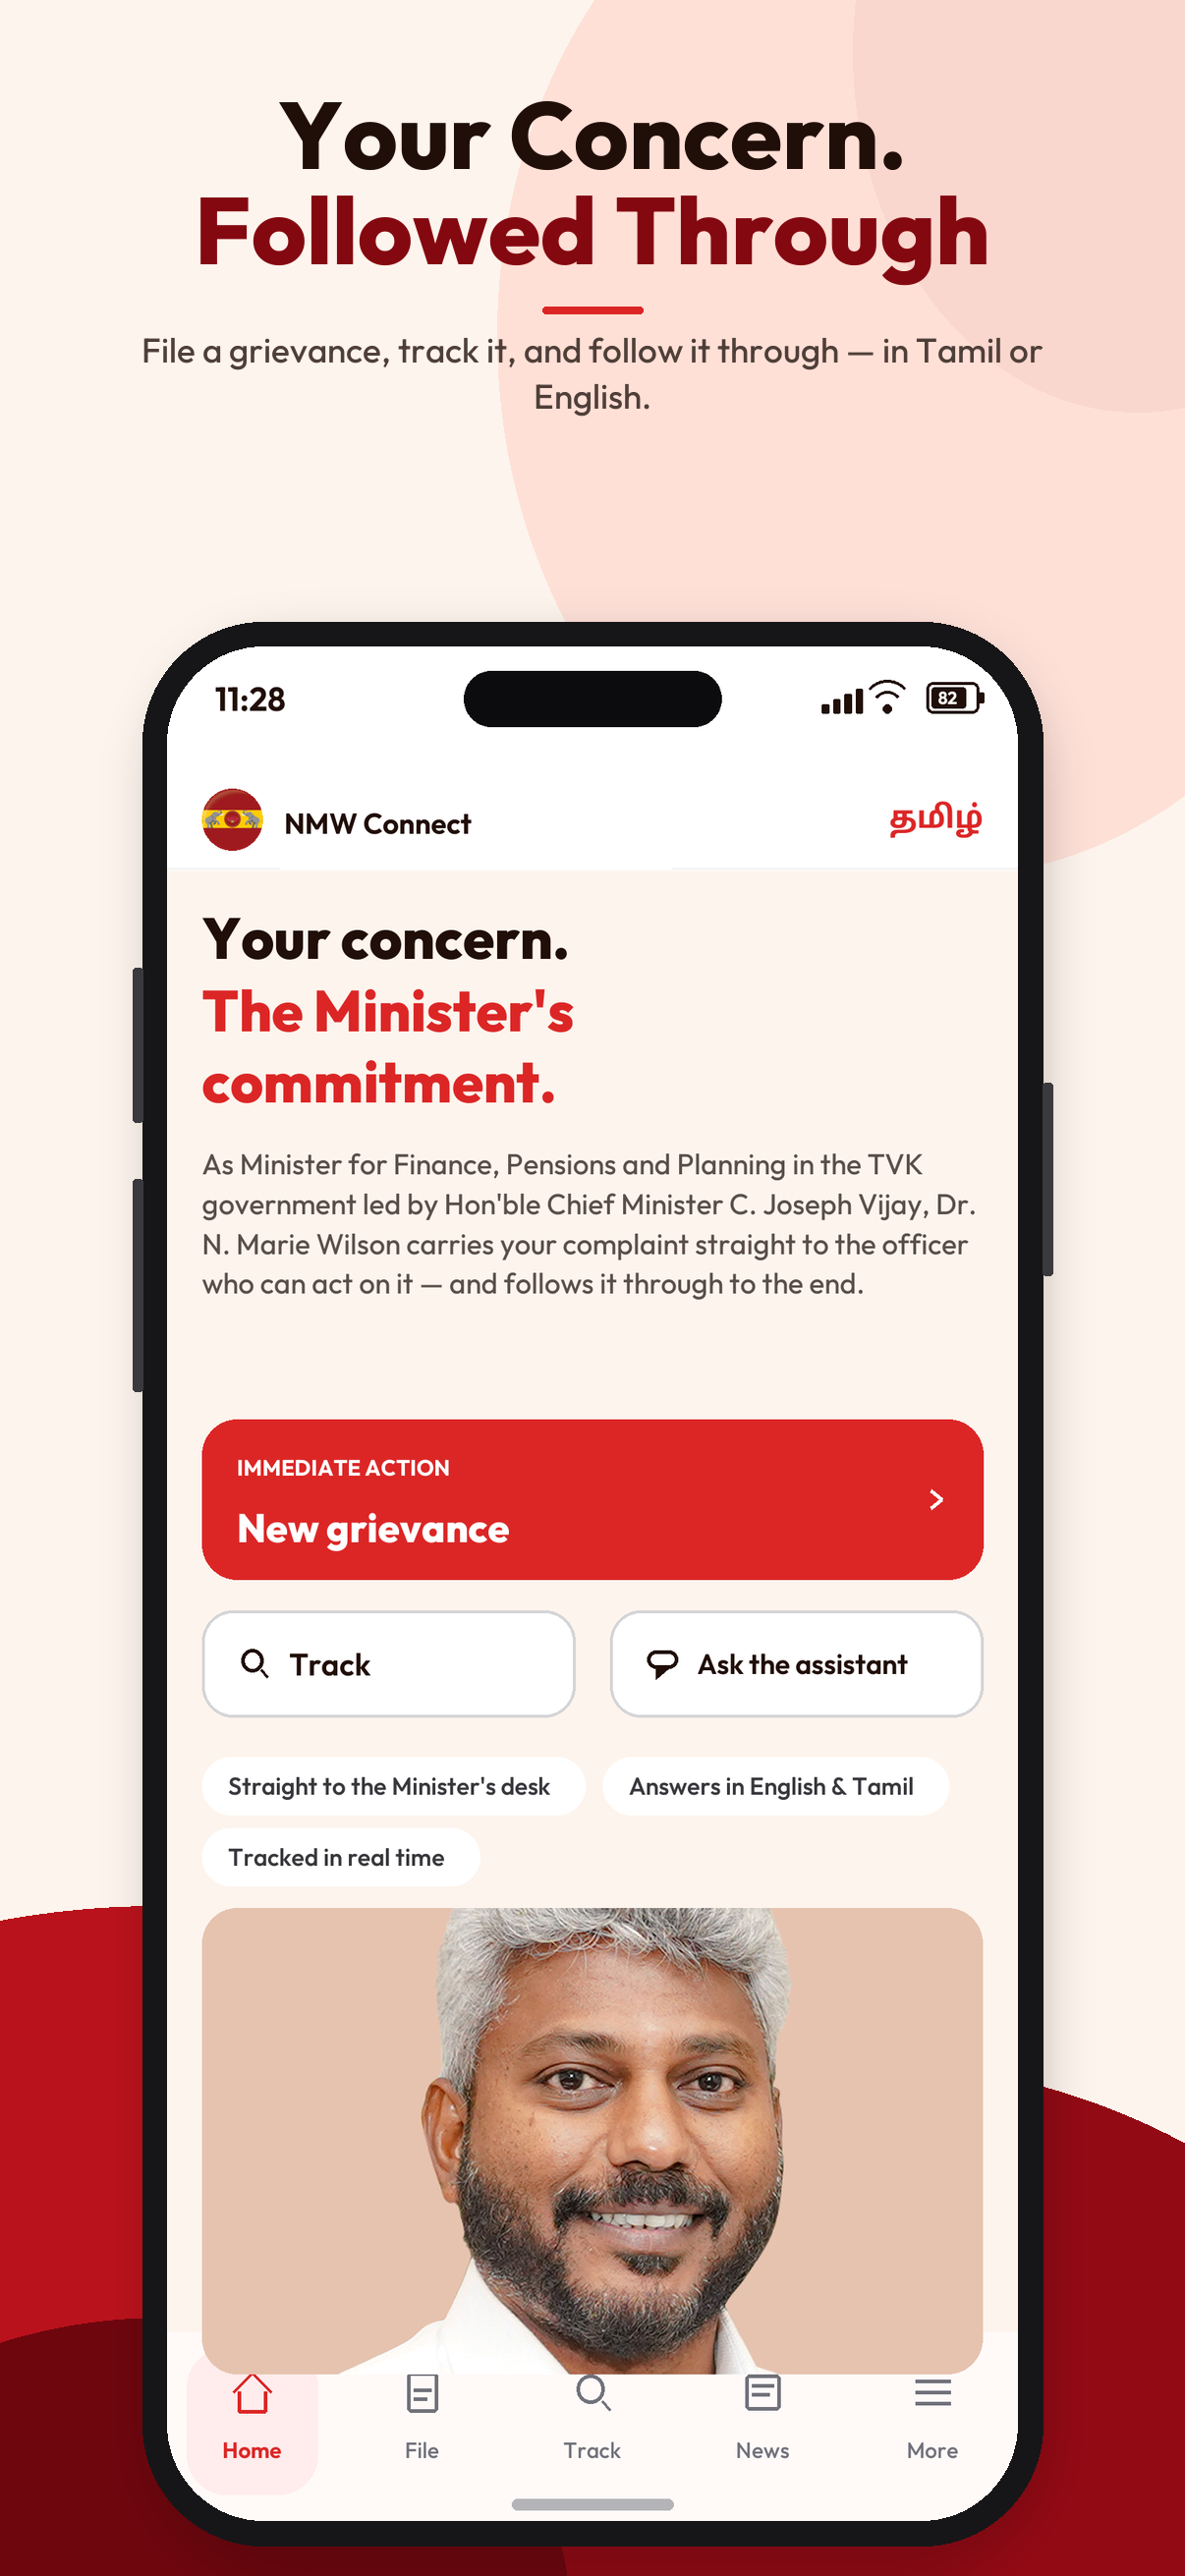 Your Concern.
Followed Through
File a grievance, track it, and follow it through — in Tamil or
English.
11:28
82
NMW Connect
தமிழ்
Your concern.
The Minister's
commitment.
As Minister for Finance, Pensions and Planning in the TVK
government led by Hon'ble Chief Minister C. Joseph Vijay, Dr.
N. Marie Wilson carries your complaint straight to the officer
who can act on it — and follows it through to the end.
IMMEDIATE ACTION
New grievance
Track
Ask the assistant
Straight to the Minister's desk
Answers in English & Tamil
Tracked in real time
Home
File
Track
News
More